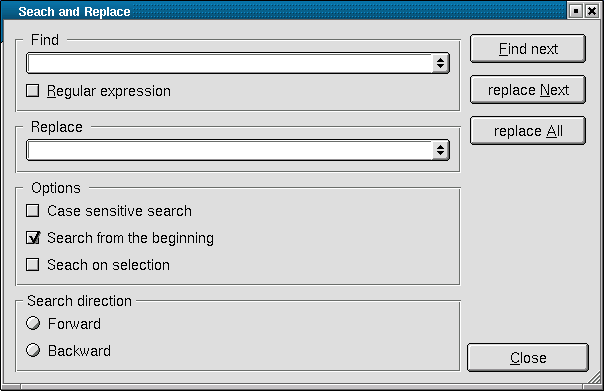 Seach and Replace
Find
Regular expression
Replace
Options
Case sensitive search
Search from the beginning
Seach on selection
Search direction
Forward
Backward
Find next
replace Next
replace All
Close